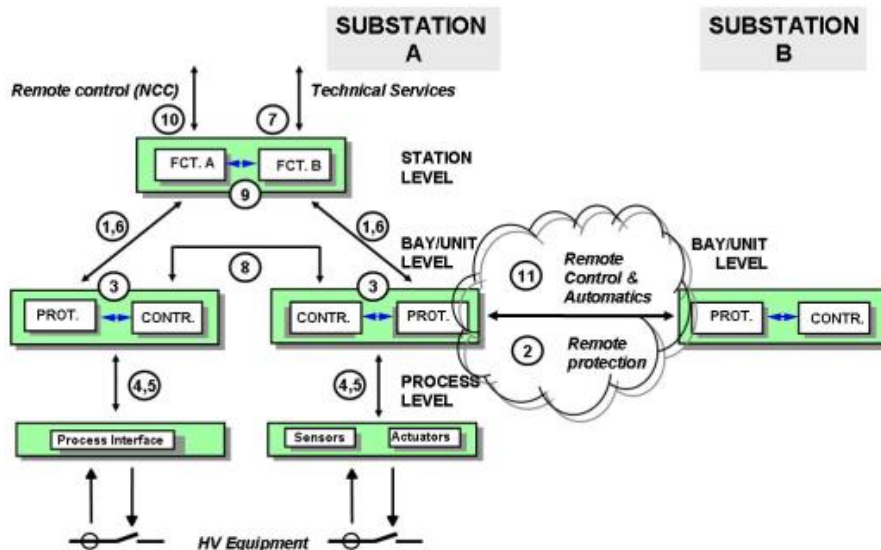 SUBSTATION
A
SUBSTATION
B
Remote control (NCC)
Technical Services
10
7
FCT. A
FCT. B
STATION
LEVEL
9
1,6
1,6
BAY/UNIT
LEVEL
8
3
3
PROT.
CONTR.
CONTR.
PROT.
11
Remote
Control &
Automatics
BAY/UNIT
LEVEL
PROT.
CONTR.
2
Remote
protection
4,5
4,5
PROCESS
LEVEL
Process Interface
Sensors
Actuators
HV Equipment